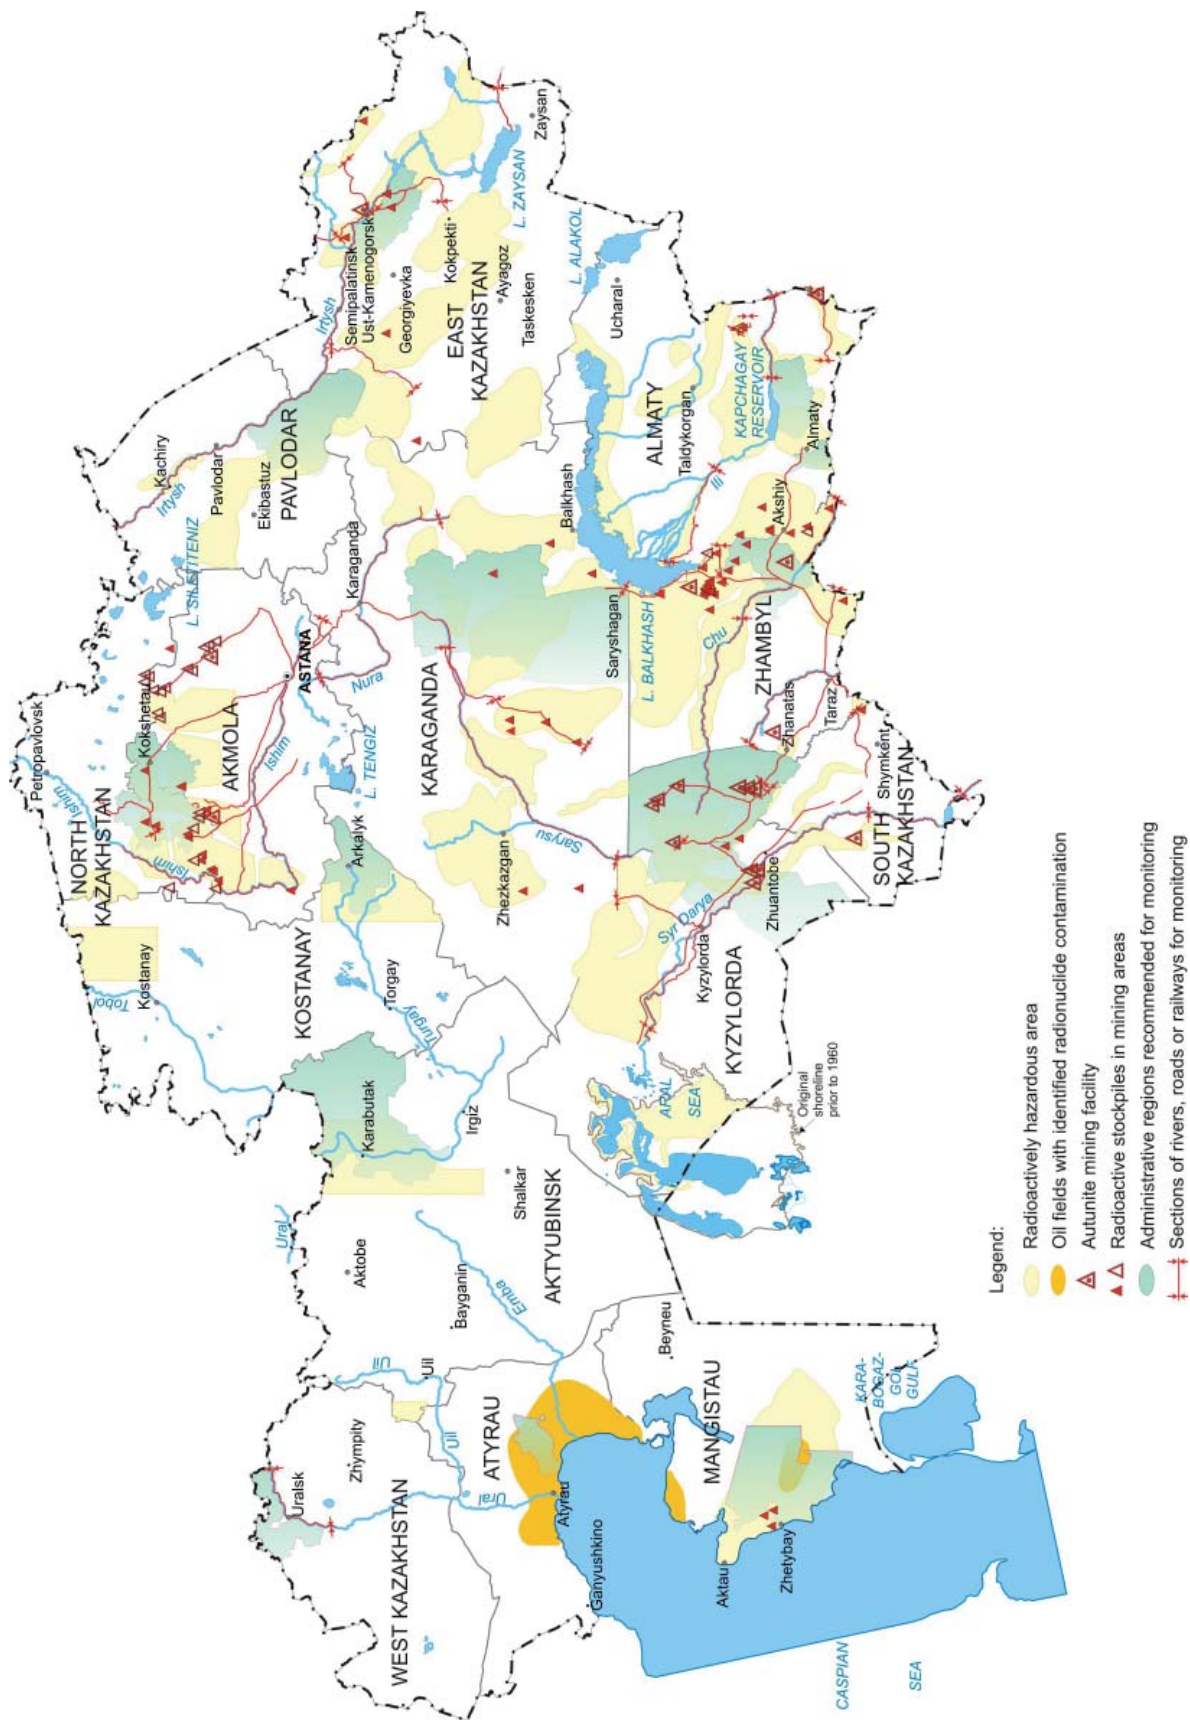 Petropavlovsk
Ishim
NORTH
KAZAKHSTAN
Kokshetau
L. SILETITENIZ
Irtysh
Kachiry
Pavlodar
Ekibastuz
PAVLODAR
Irtysh
Semipalatinsk
Ust-Kamenogorsk
Georgiyevka
Kokpekti
EAST
KAZAKHSTAN
Ayagoz
Taskesken
L. ZAYSAN
Zaysan
L. ALAKOL
Ucharal
Kostanay
Tobol
Ishim
AKMOLA
Ishim
ASTANA
Nura
L. TENGIZ
Karaganda
KOSTANAY
Arkalyk
Torgay
Turgay
KARAGANDA
Zhezkazgan
Sarysu
Balkhash
Saryshagan
L. BALKHASH
ALMATY
Taldykorgan
KAPCHAGAY
RESERVOIR
Ili
Almaty
Akshiy
Chu
ZHAMBYL
Zhanatas
Taraz
Shymkent
SOUTH
KAZAKHSTAN
Zhuantobe
Syr Darya
Kyzylorda
KYZYLORDA
ARAL
SEA
Original
shoreline
prior to 1960
Karabutak
Irgiz
Shalkar
AKTYUBINSK
Ural
Aktobe
Bayganin
Emba
Uil
Uil
Uil
Uralsk
Zhympity
WEST KAZAKHSTAN
Ural
ATYRAU
Atyrau
Ganyushkino
Beyneu
MANGISTAU
Aktau
Zhetybay
KARA-
BOGAZ-
GOL
GULF
CASPIAN
SEA
Legend:
Radioactively hazardous area
Oil fields with identified radionuclide contamination
Autunite mining facility
Radioactive stockpiles in mining areas
Administrative regions recommended for monitoring
Sections of rivers, roads or railways for monitoring